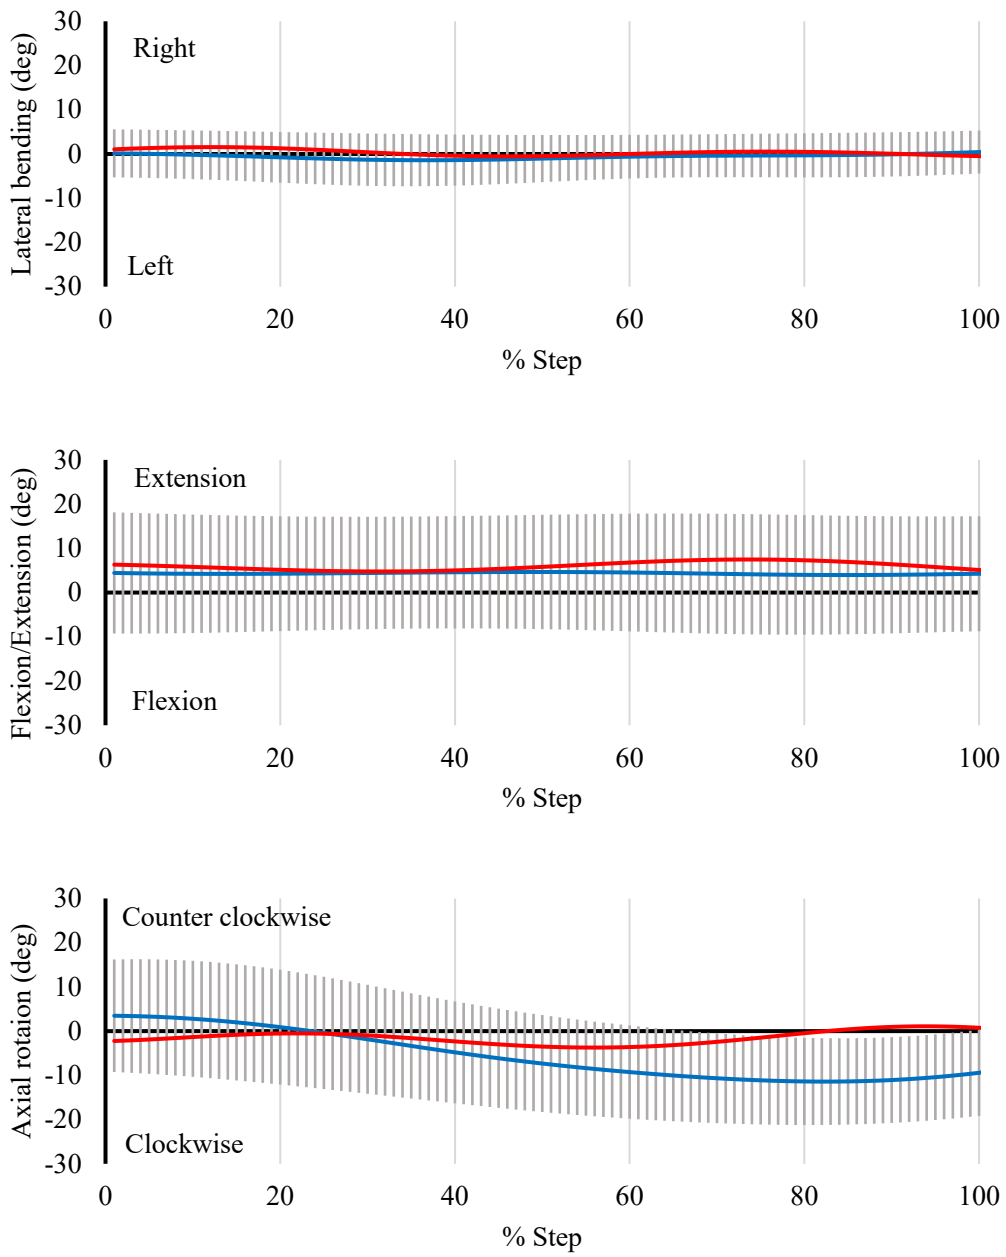 30
Right
20
10
0
-10
-20
Left
-30
Lateral bending (deg)
0 20 40 60 80 100
% Step
30
Extension
20
10
0
-10
-20
Flexion
-30
Flexion/Extension (deg)
0 20 40 60 80 100
% Step
30
Counter clockwise
20
10
0
-10
-20
Clockwise
-30
Axial rotaion (deg)
0 20 40 60 80 100
% Step